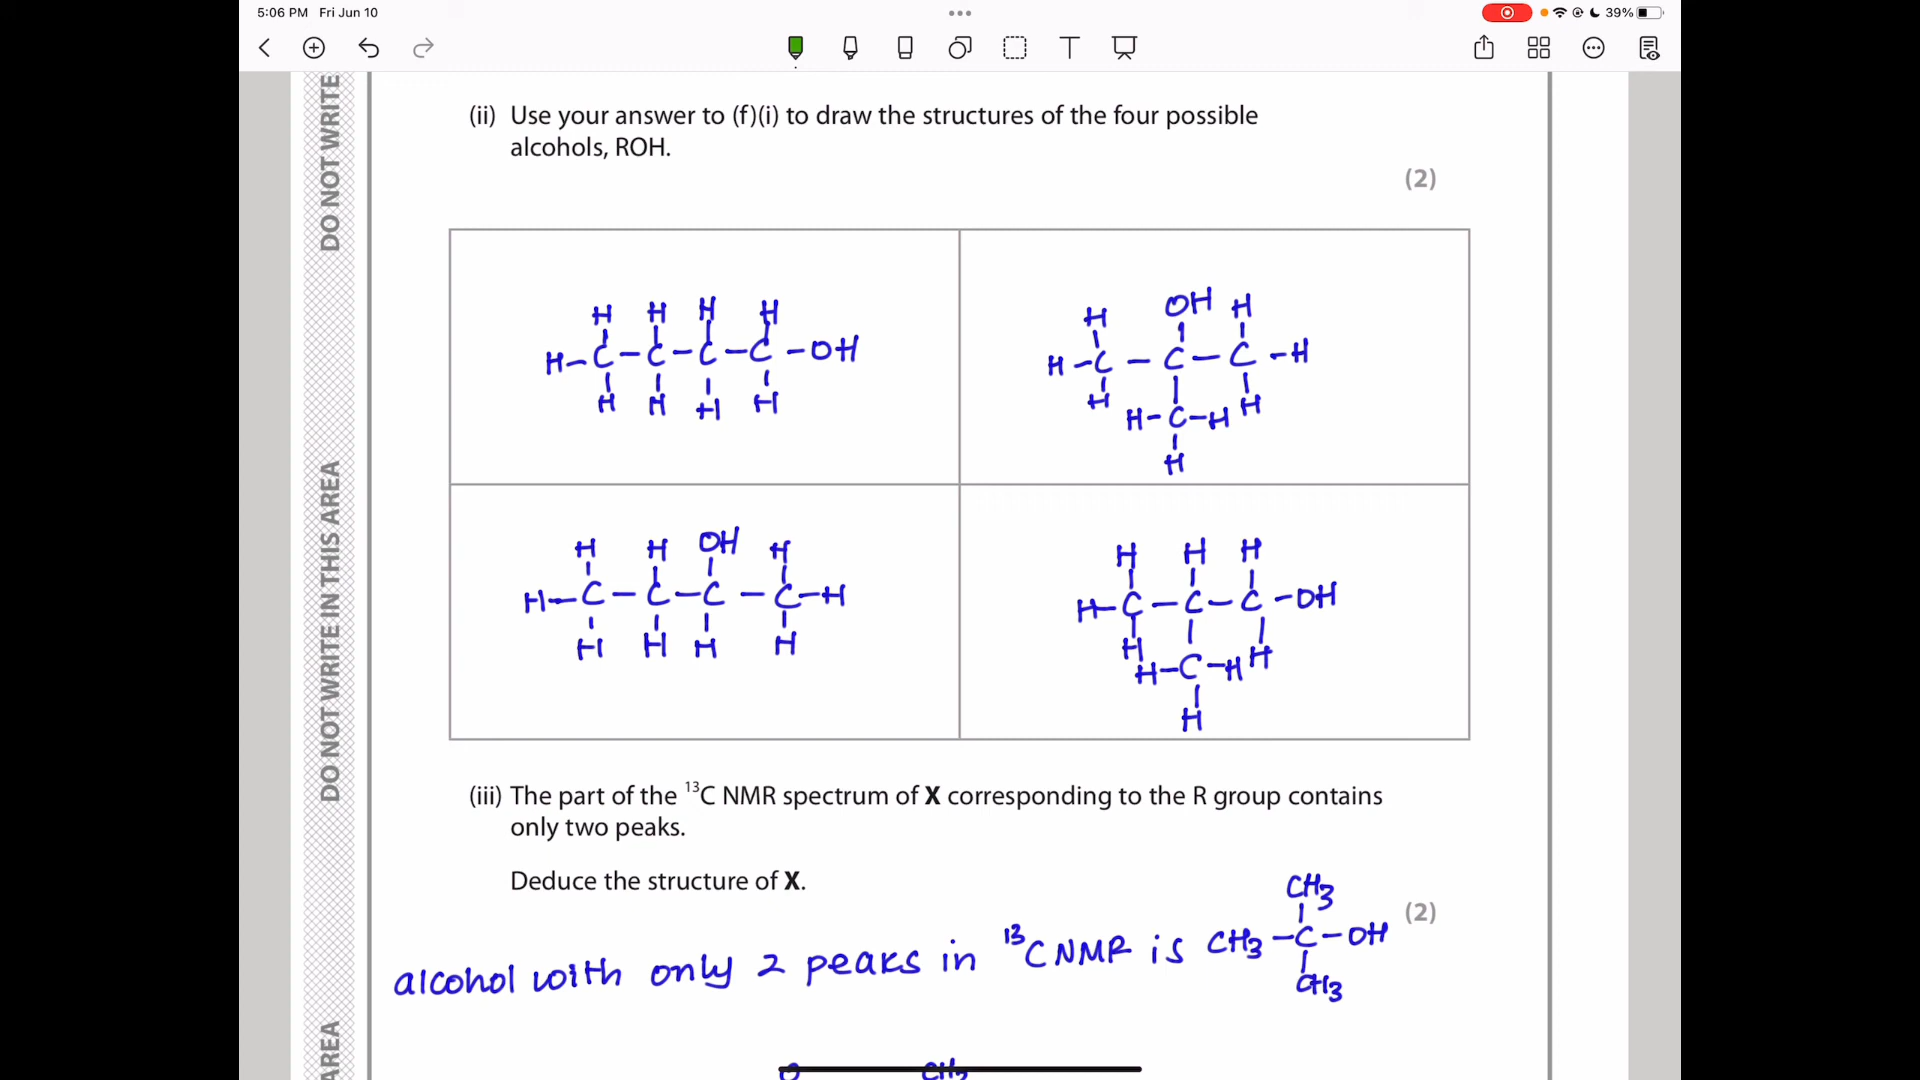 5:06 PM Fri Jun 10
39%
DO NOT WRITE
DO NOT WRITE IN THIS AREA
AREA
(ii) Use your answer to (f)(i) to draw the structures of the four possible
alcohols, ROH.
(2)
H H H H
H-C-C-C-C-OH
H H H H
H OH H
H-C-C-C-H
H H
H-C-H
H
H H OH H
H-C-C-C-C-H
H H H H
H H H
H-C-C-C-OH
H H
H-C-H
H
(iii) The part of the ¹³C NMR spectrum of X corresponding to the R group contains
only two peaks.
Deduce the structure of X.
(2)
CH₃
alcohol with only 2 peaks in ¹³C NMR is CH₃-C-OH
CH₃
O CH₃